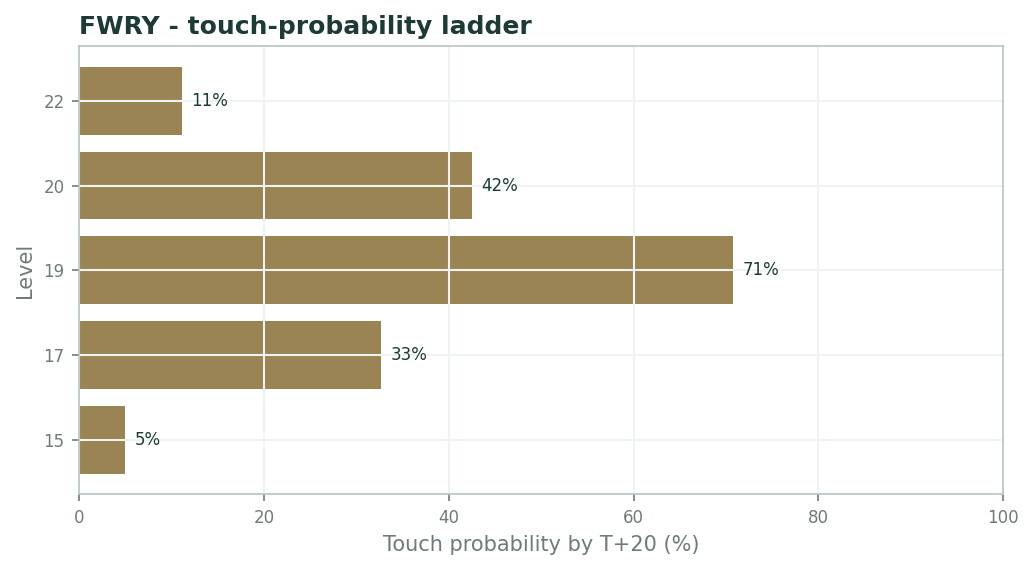 FWRY - touch-probability ladder
Level
22
11%
20
42%
19
71%
17
33%
15
5%
0 20 40 60 80 100
Touch probability by T+20 (%)